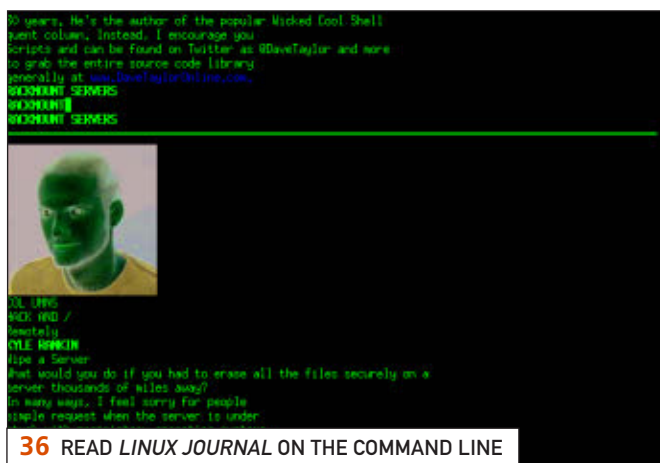 30 years. He's the author of the popular Wicked Cool Shell
quent column. Instead, I encourage you
Scripts and can be found on Twitter as @DaveTaylor and more
to grab the entire source code library
generally at www.DaveTaylorOnline.com.
RACKMOUNT SERVERS
RACKMOUNT
RACKMOUNT SERVERS
COL UMNS
HACK AND /
Remotely
KYLE RANKIN
Wipe a Server
What would you do if you had to erase all the files securely on a
server thousands of miles away?
In many ways, I feel sorry for people
simple request when the server is under
36 READ LINUX JOURNAL ON THE COMMAND LINE